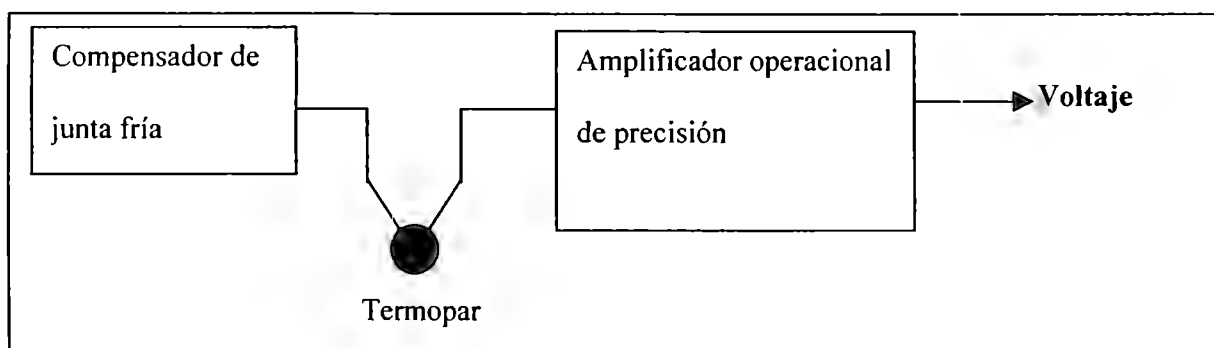 Compensador de
junta fría
Amplificador operacional
de precisión
Voltaje
Termopar